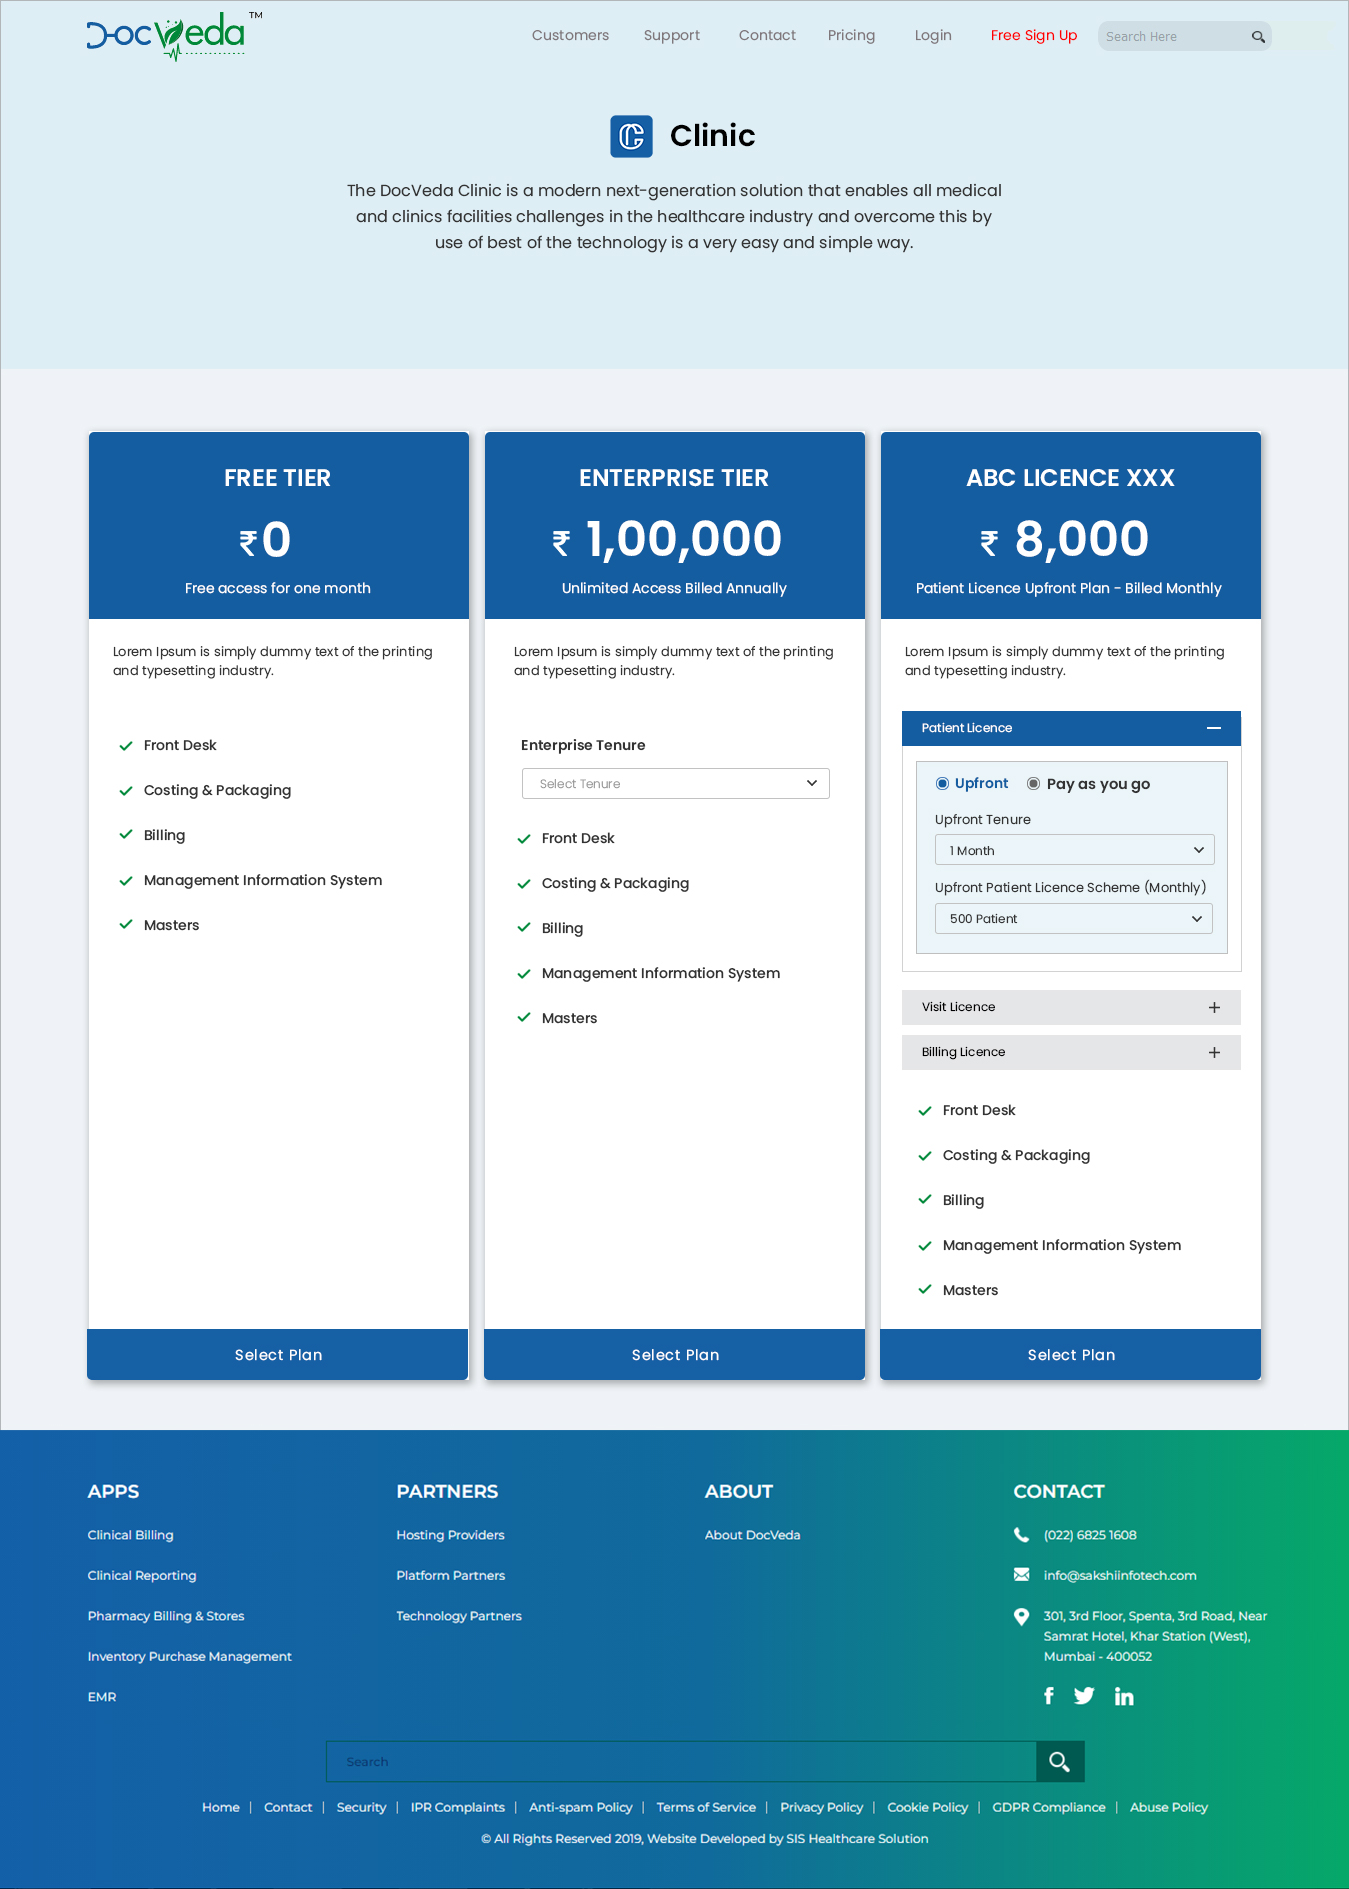 DocVeda TM
Customers Support Contact Pricing Login Free Sign Up Search Here
Clinic
The DocVeda Clinic is a modern next-generation solution that enables all medical
and clinics facilities challenges in the healthcare industry and overcome this by
use of best of the technology is a very easy and simple way.
FREE TIER
₹0
Free access for one month
Lorem Ipsum is simply dummy text of the printing
and typesetting industry.
Front Desk
Costing & Packaging
Billing
Management Information System
Masters
Select Plan
ENTERPRISE TIER
₹ 1,00,000
Unlimited Access Billed Annually
Lorem Ipsum is simply dummy text of the printing
and typesetting industry.
Enterprise Tenure
Select Tenure
Front Desk
Costing & Packaging
Billing
Management Information System
Masters
Select Plan
ABC LICENCE XXX
₹ 8,000
Patient Licence Upfront Plan - Billed Monthly
Lorem Ipsum is simply dummy text of the printing
and typesetting industry.
Patient Licence
Upfront Pay as you go
Upfront Tenure
1 Month
Upfront Patient Licence Scheme (Monthly)
500 Patient
Visit Licence
Billing Licence
Front Desk
Costing & Packaging
Billing
Management Information System
Masters
Select Plan
APPS
Clinical Billing
Clinical Reporting
Pharmacy Billing & Stores
Inventory Purchase Management
EMR
PARTNERS
Hosting Providers
Platform Partners
Technology Partners
ABOUT
About DocVeda
CONTACT
(022) 6825 1608
info@sakshiinfotech.com
301, 3rd Floor, Spenta, 3rd Road, Near
Samrat Hotel, Khar Station (West),
Mumbai - 400052
Search
Home | Contact | Security | IPR Complaints | Anti-spam Policy | Terms of Service | Privacy Policy | Cookie Policy | GDPR Compliance | Abuse Policy
© All Rights Reserved 2019, Website Developed by SIS Healthcare Solution